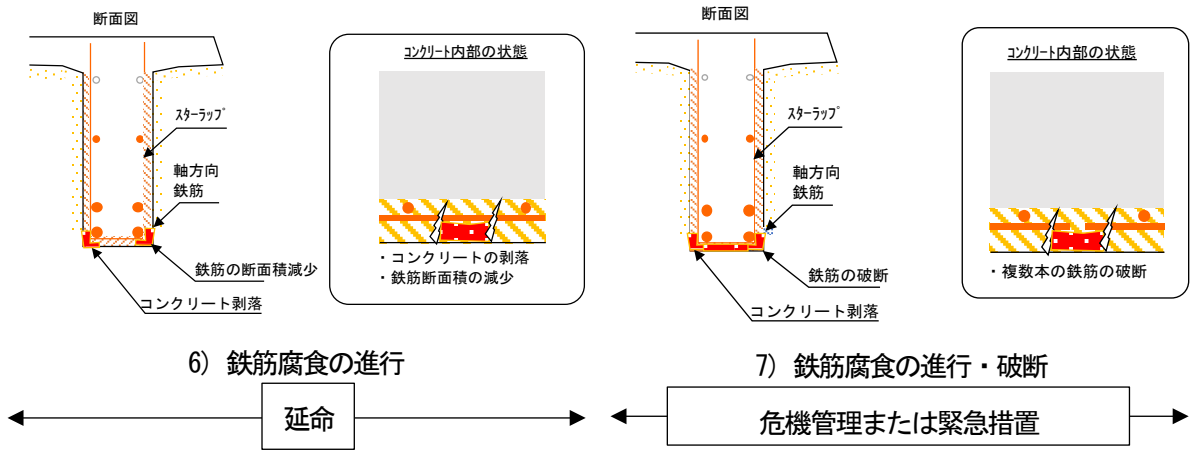 断面図
コンクリート内部の状態
スターラップ
軸方向
鉄筋
鉄筋の断面積減少
コンクリート剥落
・コンクリートの剥落
・鉄筋断面積の減少
6) 鉄筋腐食の進行
延命
断面図
コンクリート内部の状態
スターラップ
軸方向
鉄筋
鉄筋の破断
コンクリート剥落
・複数本の鉄筋の破断
7) 鉄筋腐食の進行・破断
危機管理または緊急措置